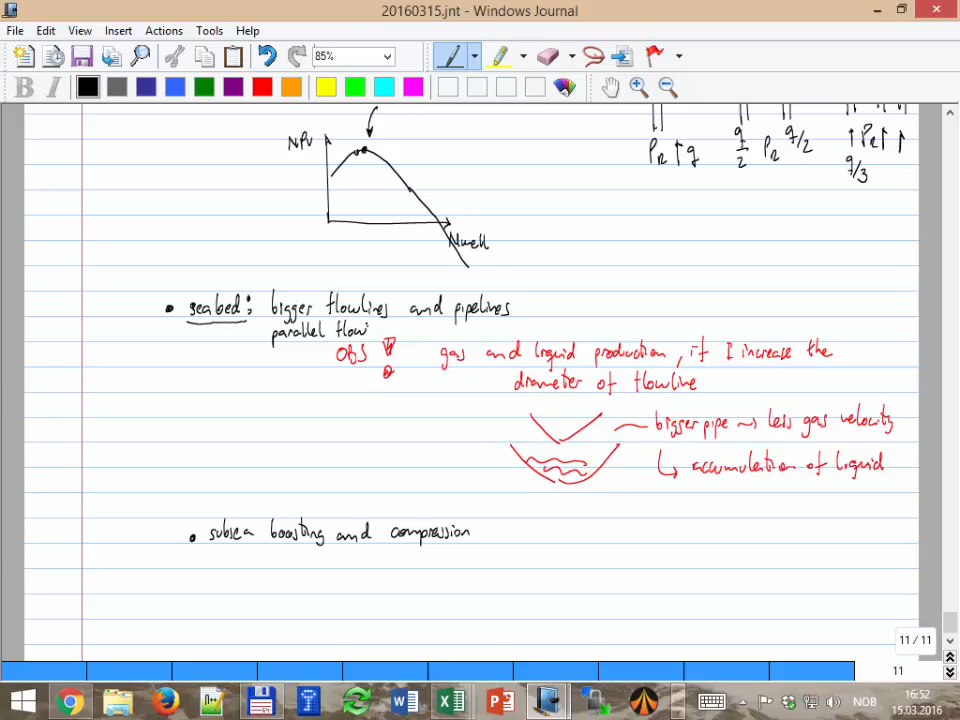 20160315.jnt - Windows Journal
File Edit View Insert Actions Tools Help
85%
B I
NPV
Nwell
PR q
q/2 PR q/2
PR
q/3
• seabed: bigger flowlines and pipelines
parallel flow
OBS gas and liquid production, if I increase the
diameter of flowline
bigger pipe → less gas velocity
↳ accumulation of liquid
• subsea boosting and compression
11 / 11
11
NOB
16:52
15.03.2016